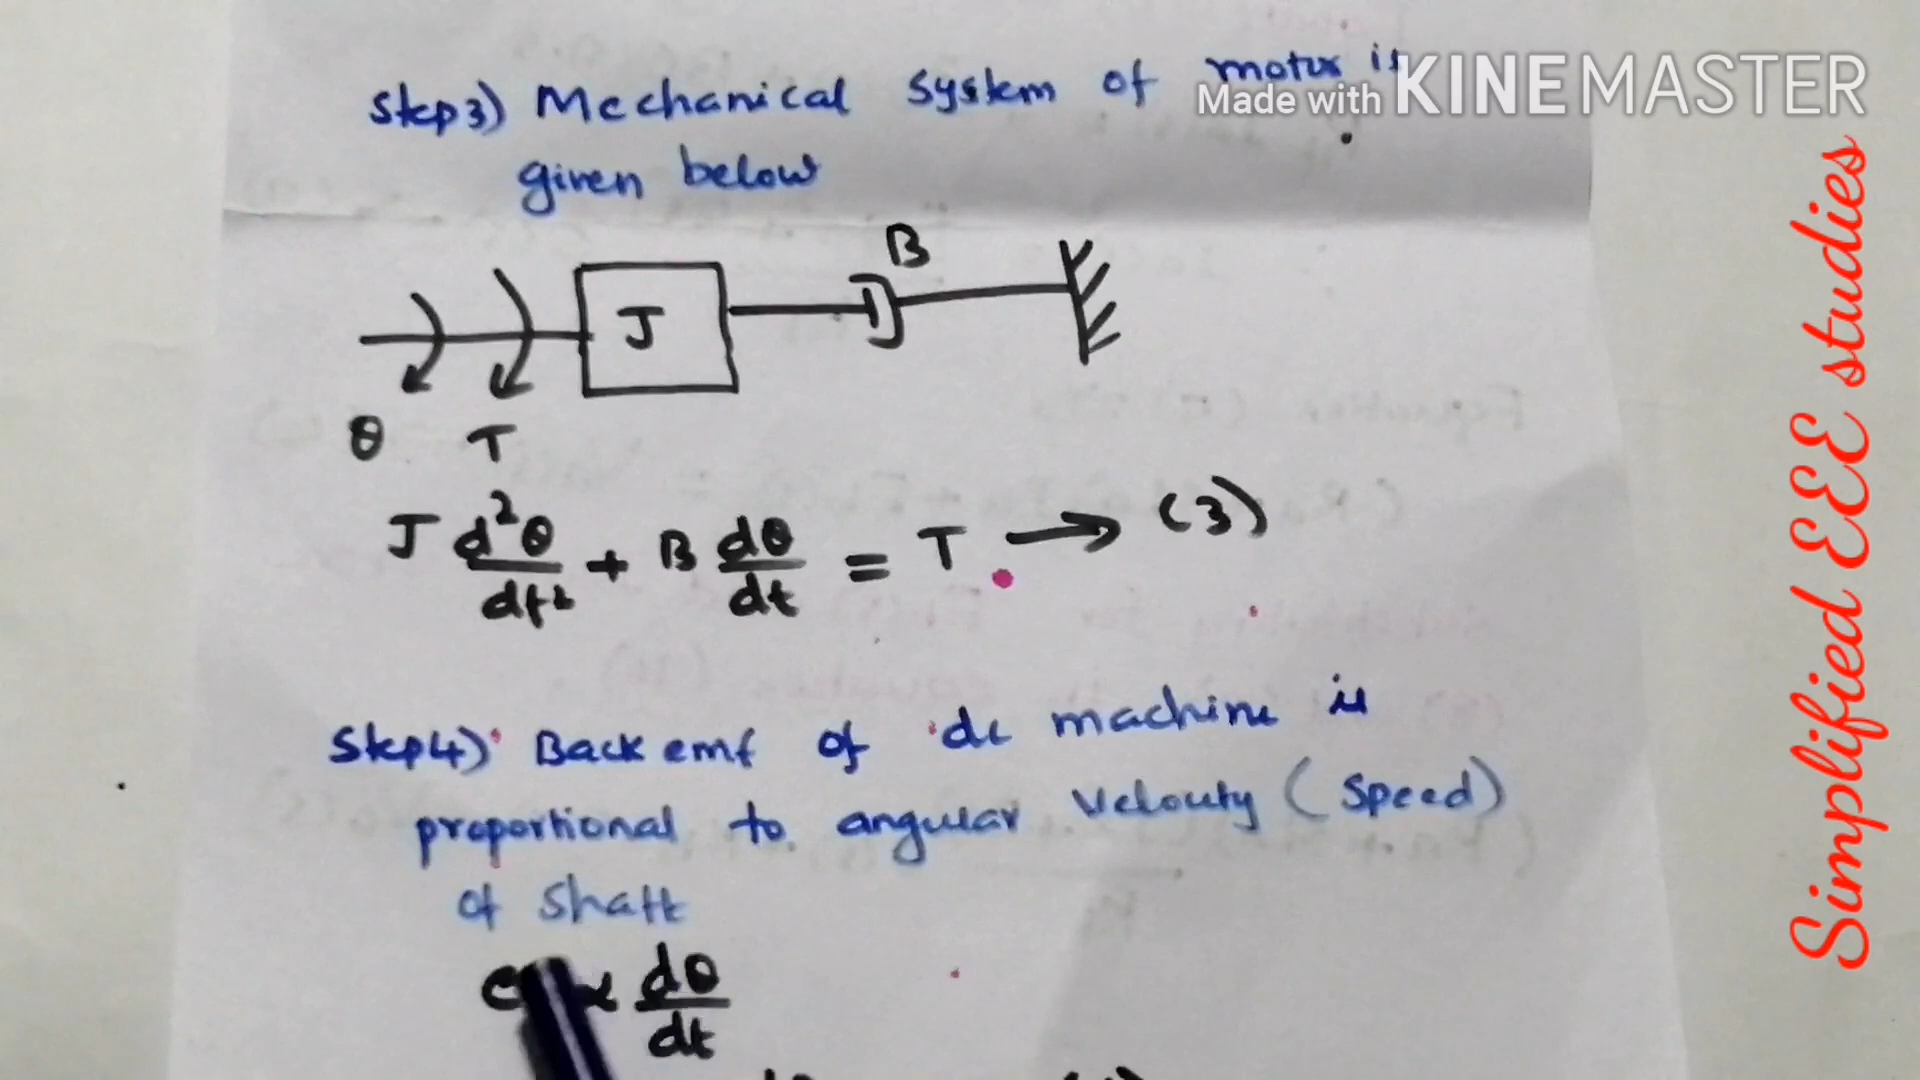 Step3) Mechanical system of motor is
given below
Made with KINEMASTER
B
J
θ T
J d²θ/dt² + B dθ/dt = T → (3)
Step4) Back emf of dc machine is
proportional to angular velocity (speed)
of shaft
∝ dθ/dt
Simplified EEE studies